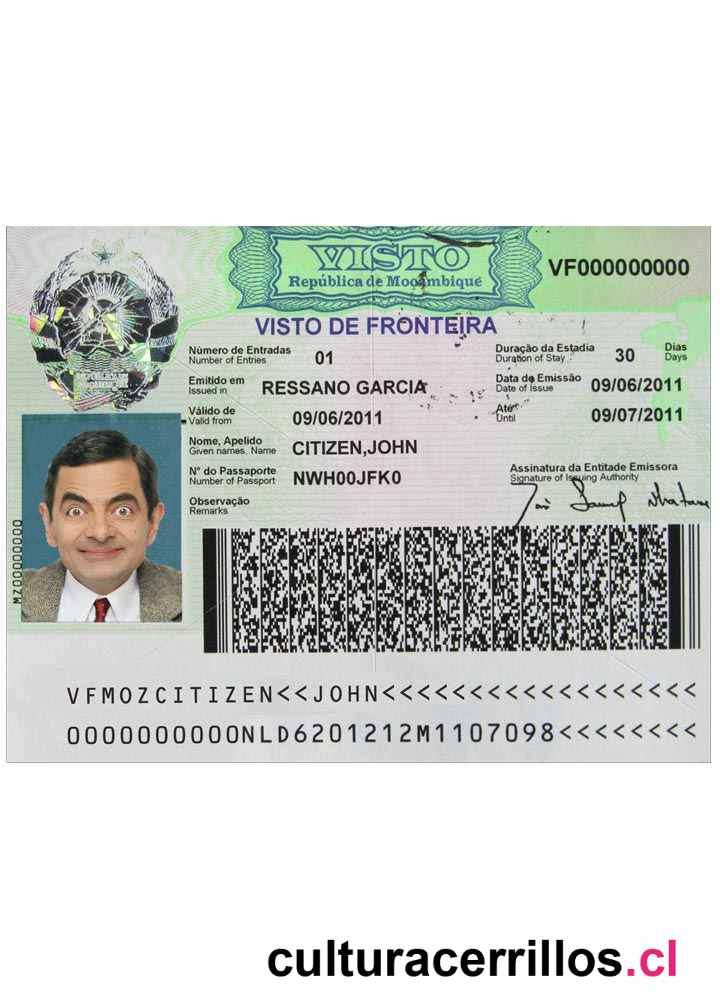 VISTO
República de Moçambique
VF000000000
VISTO DE FRONTEIRA
Número de Entradas
Number of Entries
01
Duração da Estadia
Duration of Stay
30
Dias
Days
Emitido em
Issued in
RESSANO GARCIA
Data de Emissão
Date of Issue
09/06/2011
Válido de
Valid from
09/06/2011
Até
Until
09/07/2011
Nome, Apelido
Given names, Name
CITIZEN,JOHN
N° do Passaporte
Number of Passport
NWH00JFK0
Assinatura da Entidade Emissora
Signature of Issuing Authority
Observação
Remarks
MZ00000000
VFMOZCITIZEN<<JOHN<<<<<<<<<<<<<<<<<<
0000000000NLD6201212M1107098<<<<<<<<
culturacerrillos.cl